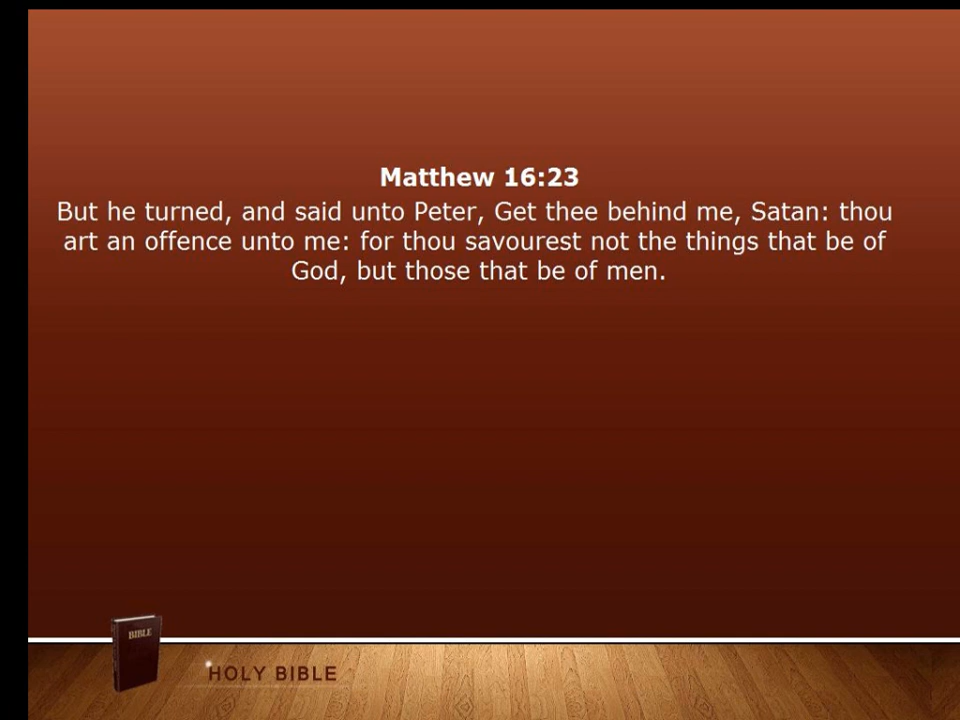 Matthew 16:23
But he turned, and said unto Peter, Get thee behind me, Satan: thou
art an offence unto me: for thou savourest not the things that be of
God, but those that be of men.
BIBLE
HOLY BIBLE